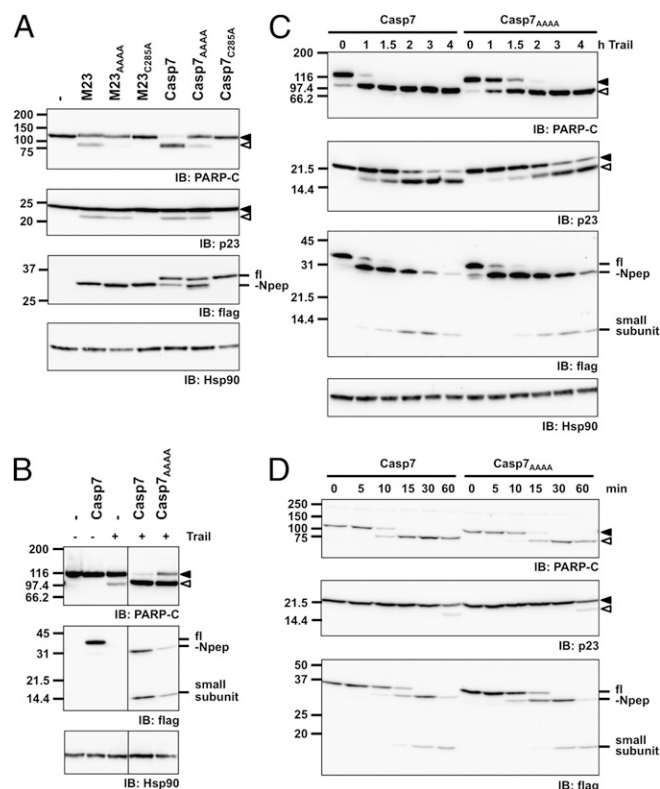 A
-
M23
M23AAAA
M23C285A
Casp7
Casp7AAAA
Casp7C285A
200
150
100
75
IB: PARP-C
25
20
IB: p23
37
25
fl
-Npep
IB: flag
IB: Hsp90
B
-
Casp7
-
Casp7
Casp7AAAA
- - + + + Trail
200
116
97.4
66.2
IB: PARP-C
45
31
21.5
14.4
fl
-Npep
small
subunit
IB: flag
IB: Hsp90
C
Casp7 Casp7AAAA
0 1 1.5 2 3 4 0 1 1.5 2 3 4 h Trail
200
116
97.4
66.2
IB: PARP-C
21.5
14.4
IB: p23
45
31
21.5
14.4
fl
-Npep
small
subunit
IB: flag
IB: Hsp90
D
Casp7 Casp7AAAA
0 5 10 15 30 60 0 5 10 15 30 60 min
250
150
100
75
IB: PARP-C
21.5
14.4
IB: p23
50
37
25
20
fl
-Npep
small
subunit
IB: flag